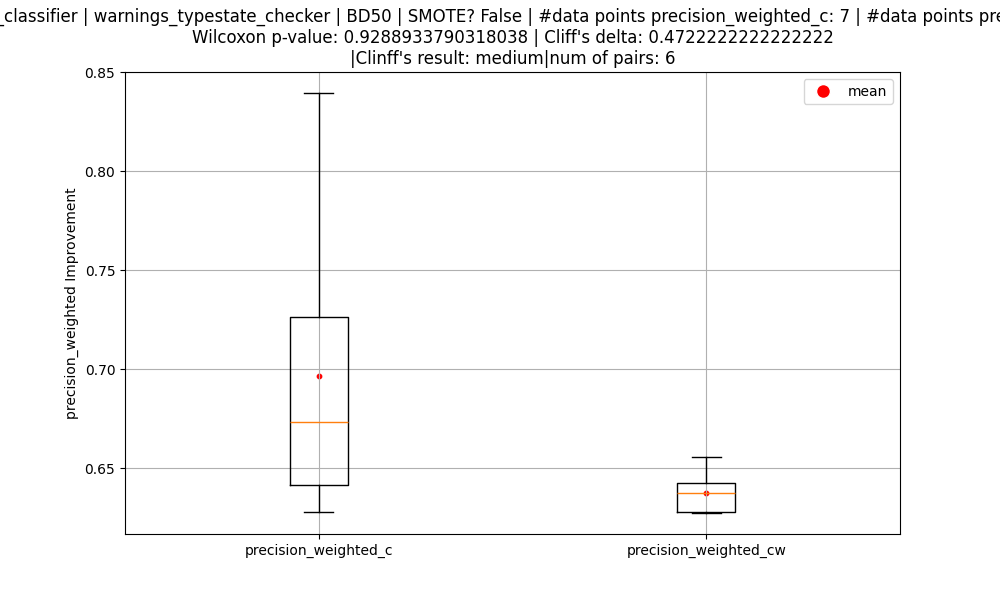 _classifier | warnings_typestate_checker | BD50 | SMOTE? False | #data points precision_weighted_c: 7 | #data points pre
Wilcoxon p-value: 0.9288933790318038 | Cliff's delta: 0.4722222222222222
|Clinff's result: medium|num of pairs: 6
mean
precision_weighted Improvement
0.85
0.80
0.75
0.70
0.65
precision_weighted_c precision_weighted_cw